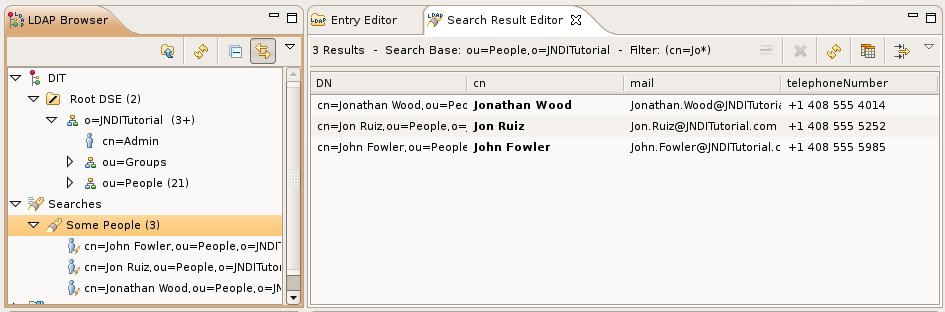 LDAP Browser
DIT
Root DSE (2)
o=JNDITutorial (3+)
cn=Admin
ou=Groups
ou=People (21)
Searches
Some People (3)
cn=John Fowler,ou=People,o=JNDIT
cn=Jon Ruiz,ou=People,o=JNDITutor
cn=Jonathan Wood,ou=People,o=JN
Entry Editor
LDAP Search Result Editor
3 Results - Search Base: ou=People,o=JNDITutorial - Filter: (cn=Jo*)
DN cn mail telephoneNumber
cn=Jonathan Wood,ou=Pec Jonathan Wood Jonathan.Wood@JNDITutoria +1 408 555 4014
cn=Jon Ruiz,ou=People,o= Jon Ruiz Jon.Ruiz@JNDITutorial.com +1 408 555 5252
cn=John Fowler,ou=People John Fowler John.Fowler@JNDITutorial.c +1 408 555 5985